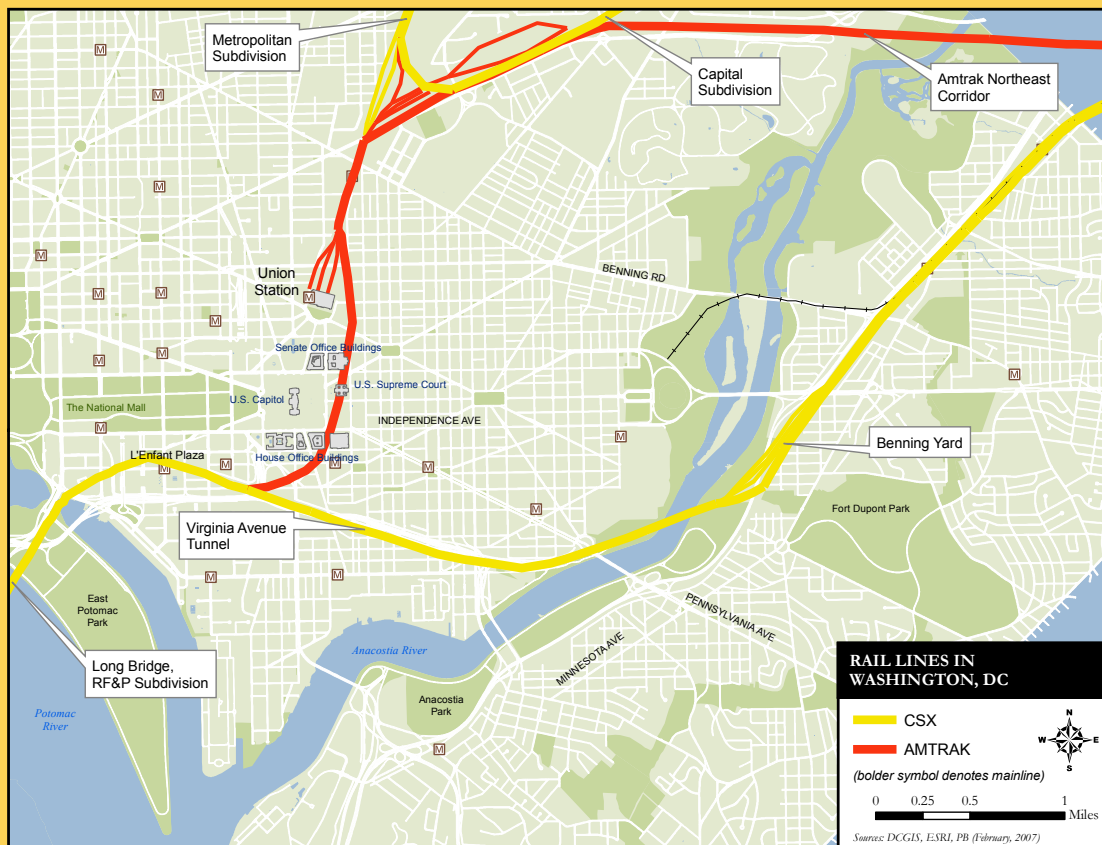 Metropolitan
Subdivision
Capital
Subdivision
Amtrak Northeast
Corridor
M
M
M
M
M
Union
Station
M
BENNING RD
M
M
M
M
M
M
M
Senate Office Buildings
U.S. Supreme Court
U.S. Capitol
The National Mall
INDEPENDENCE AVE
M
M
Benning Yard
House Office Buildings
L'Enfant Plaza
M
M
M
M
Fort Dupont Park
M
Virginia Avenue
Tunnel
M
M
East
Potomac
Park
PENNSYLVANIA AVE
MINNESOTA AVE
Anacostia River
Long Bridge,
RF&P Subdivision
Anacostia
Park
Potomac
River
M
RAIL LINES IN
WASHINGTON, DC
CSX
AMTRAK
N
W
E
S
(bolder symbol denotes mainline)
0 0.25 0.5 1
Miles
Sources: DCGIS, ESRI, PB (February, 2007)